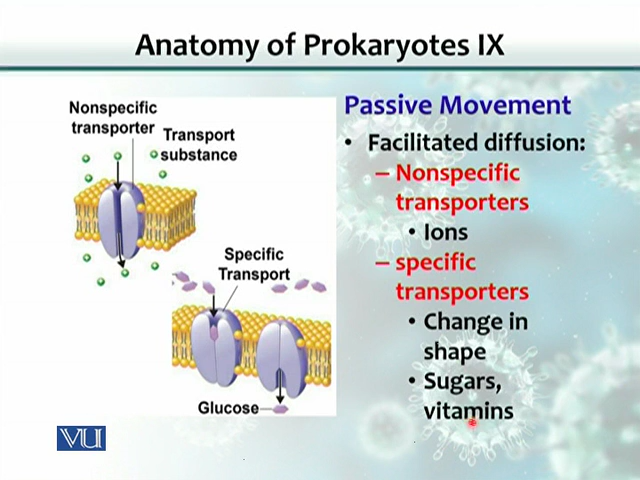 Anatomy of Prokaryotes IX
Nonspecific
transporter
Transport
substance
Specific
Transport
Glucose
Passive Movement
• Facilitated diffusion:
– Nonspecific
transporters
• Ions
– specific
transporters
• Change in
shape
• Sugars,
vitamins
VU